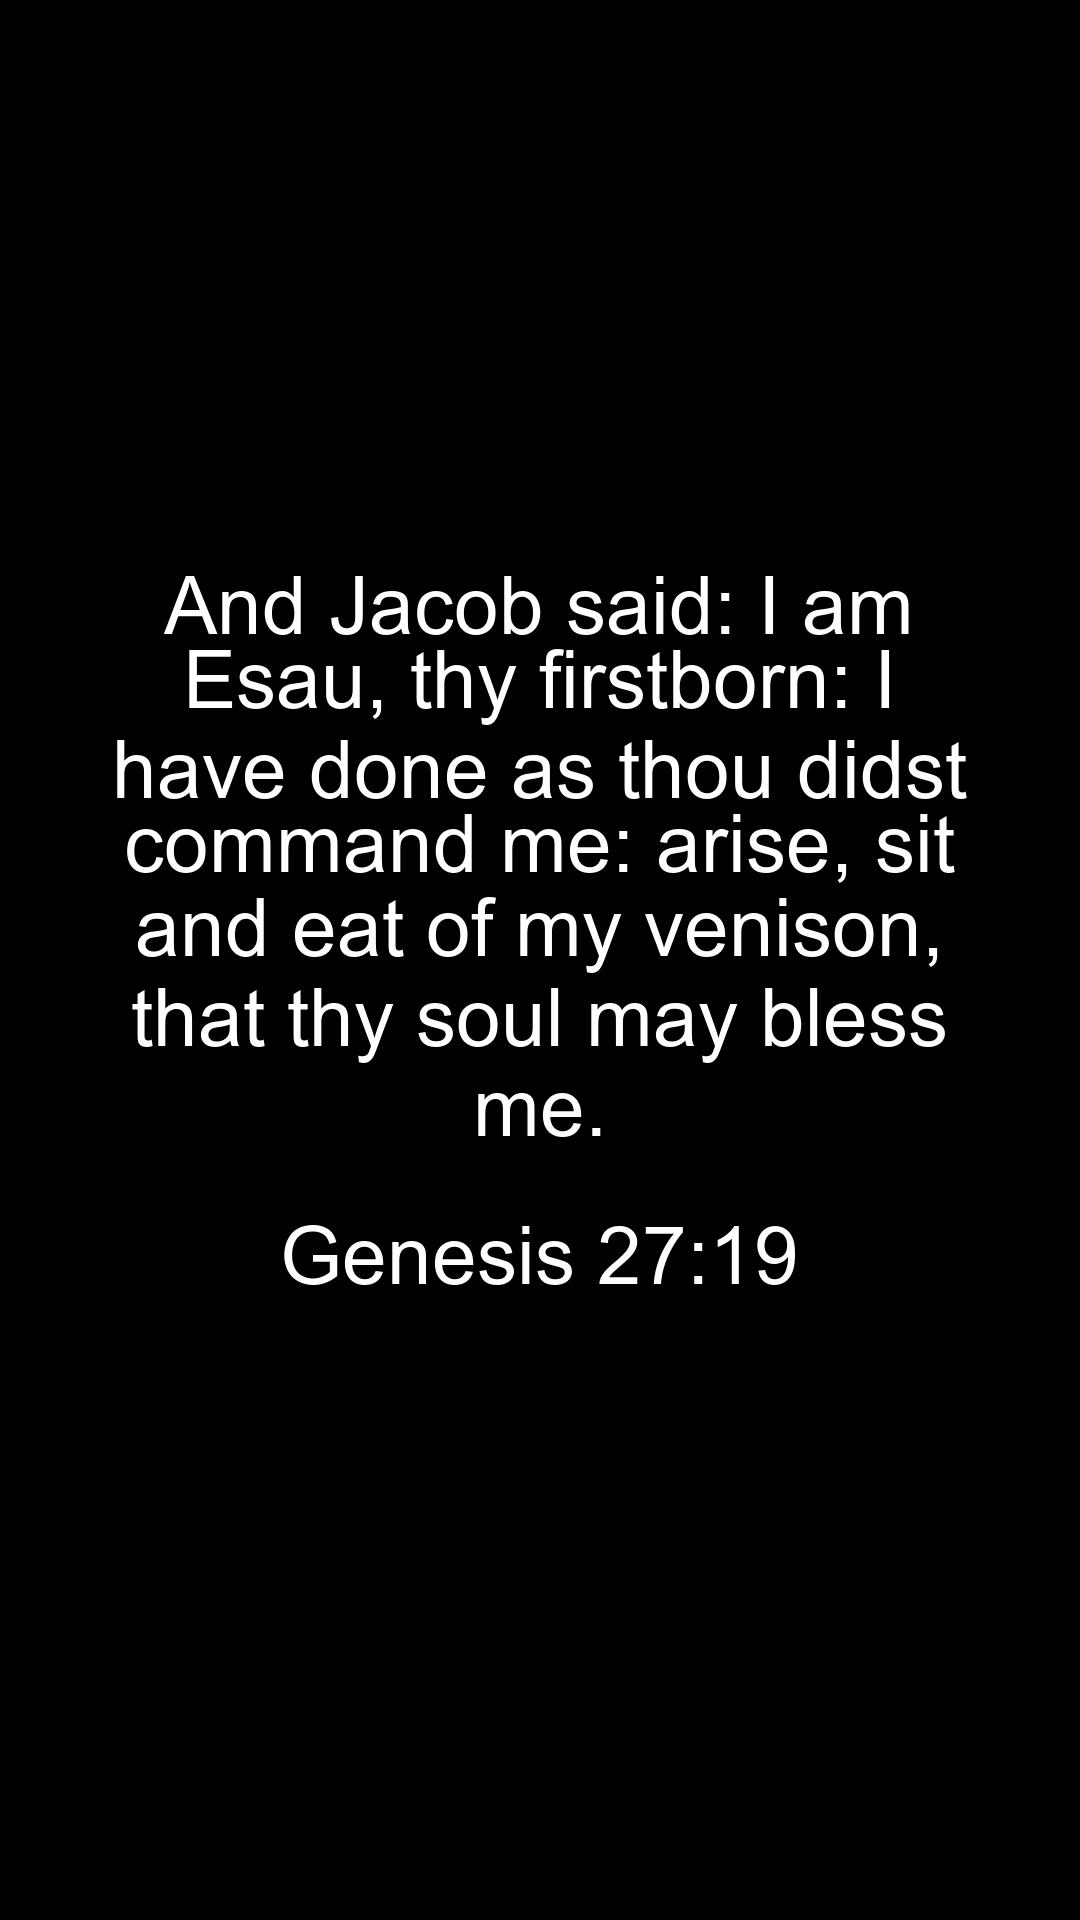 And Jacob said: I am
Esau, thy firstborn: I
have done as thou didst
command me: arise, sit
and eat of my venison,
that thy soul may bless
me.
Genesis 27:19